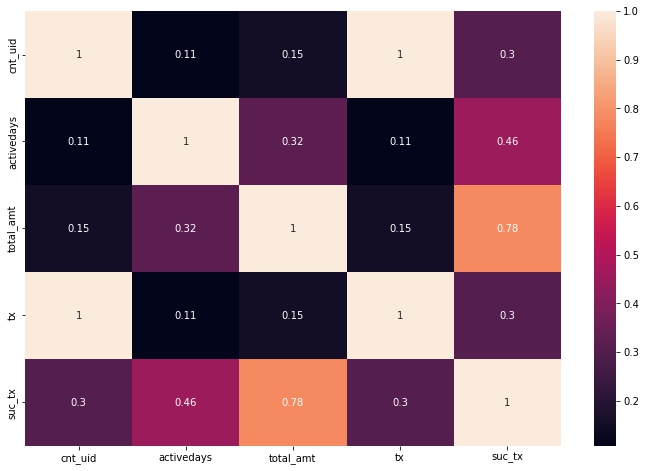 cnt_uid 1 0.11 0.15 1 0.3
activedays 0.11 1 0.32 0.11 0.46
total_amt 0.15 0.32 1 0.15 0.78
tx 1 0.11 0.15 1 0.3
suc_tx 0.3 0.46 0.78 0.3 1
cnt_uid activedays total_amt tx suc_tx
1.0
0.9
0.8
0.7
0.6
0.5
0.4
0.3
0.2